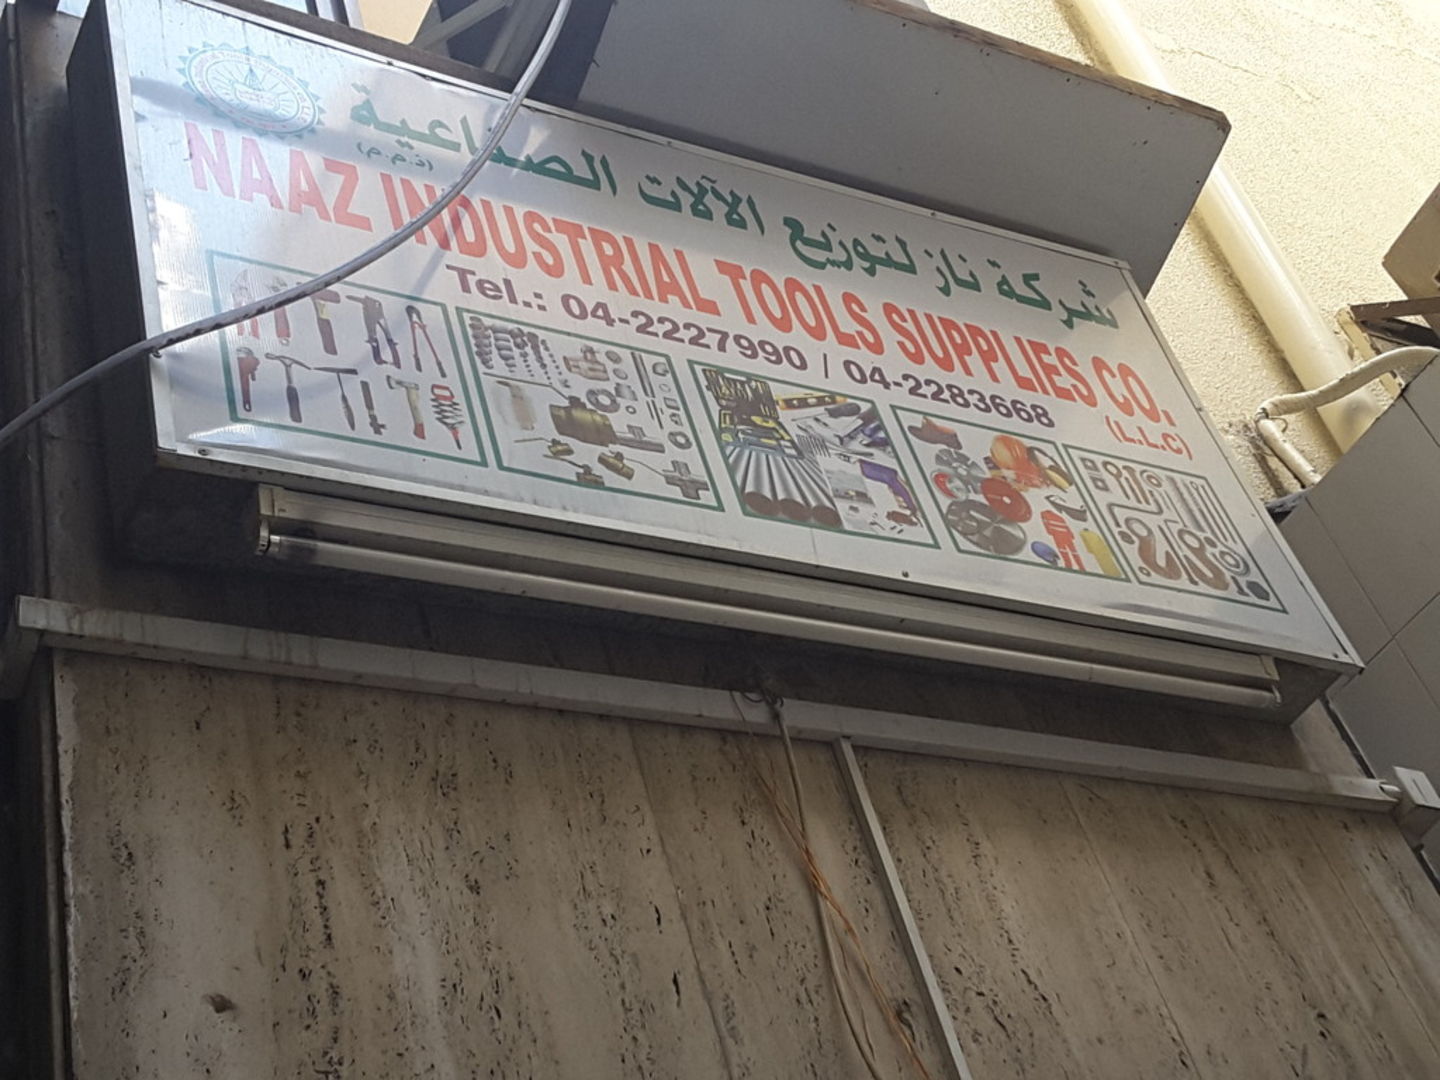 شركة ناز لتوزيع الآلات الصناعية
(ذ.م.م)
NAAZ INDUSTRIAL TOOLS SUPPLIES CO.
(L.L.C)
Tel.: 04-2227990 / 04-2283668